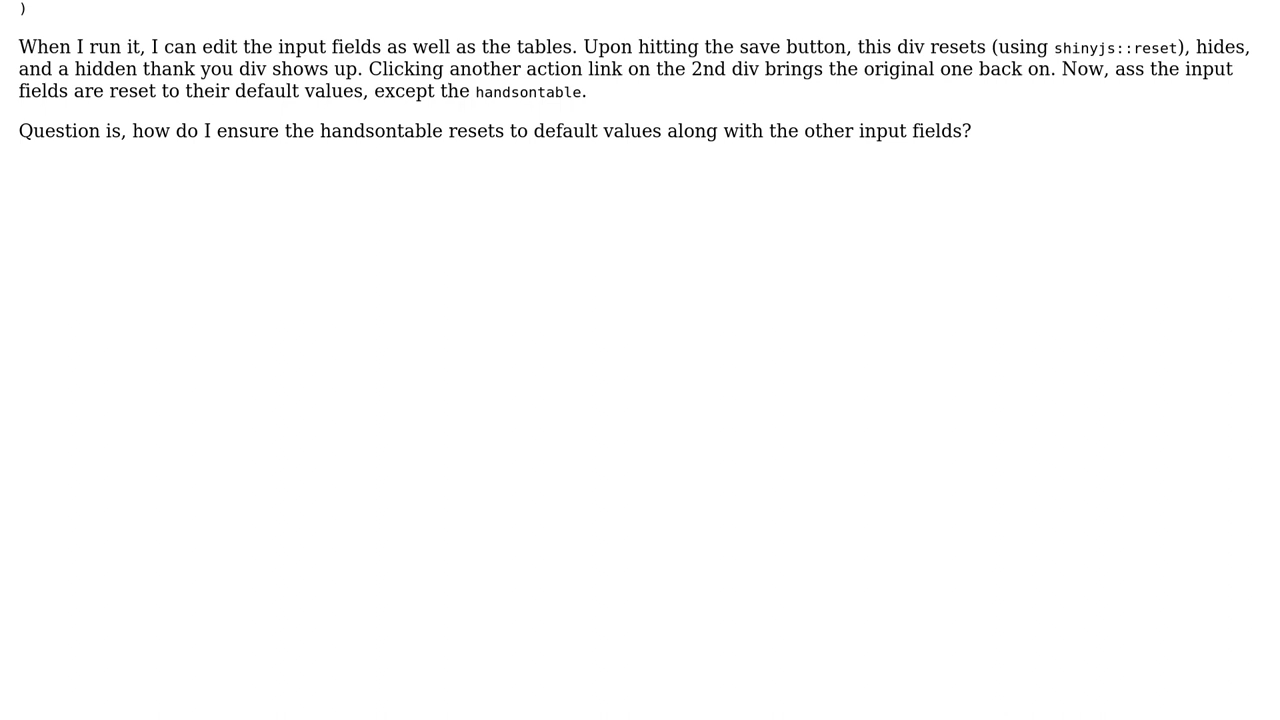 )
When I run it, I can edit the input fields as well as the tables. Upon hitting the save button, this div resets (using shinyjs::reset), hides,
and a hidden thank you div shows up. Clicking another action link on the 2nd div brings the original one back on. Now, ass the input
fields are reset to their default values, except the handsontable.
Question is, how do I ensure the handsontable resets to default values along with the other input fields?